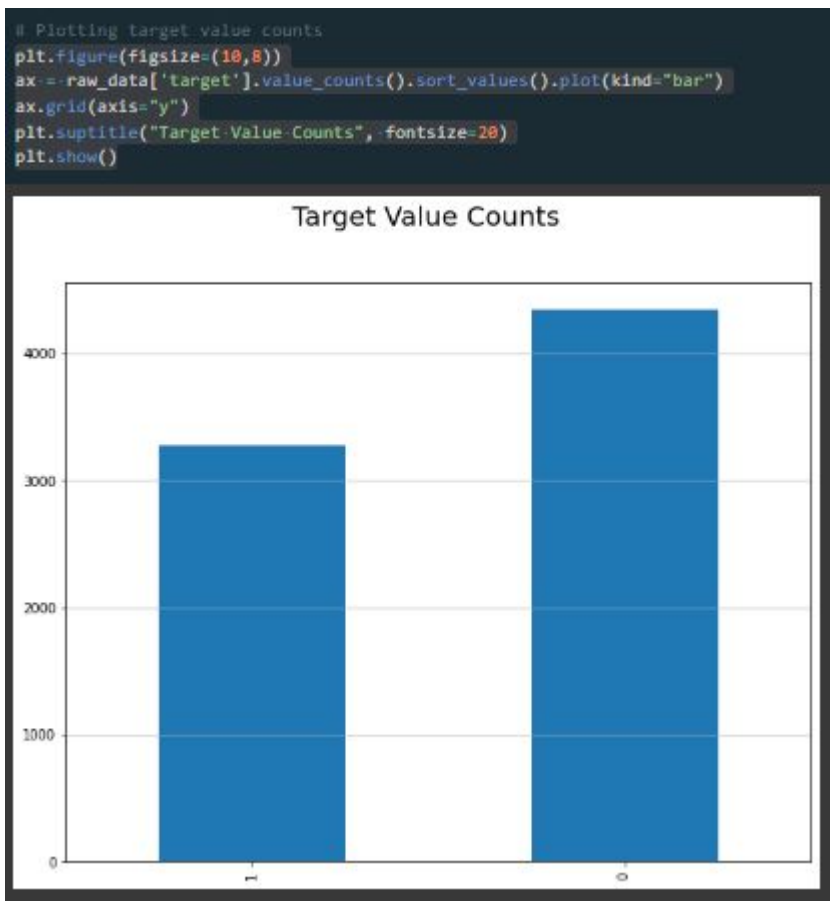 # Plotting target value counts
plt.figure(figsize=(10,8))
ax = raw_data['target'].value_counts().sort_values().plot(kind="bar")
ax.grid(axis="y")
plt.suptitle("Target Value Counts", fontsize=20)
plt.show()
Target Value Counts
4000
3000
2000
1000
0
1
0